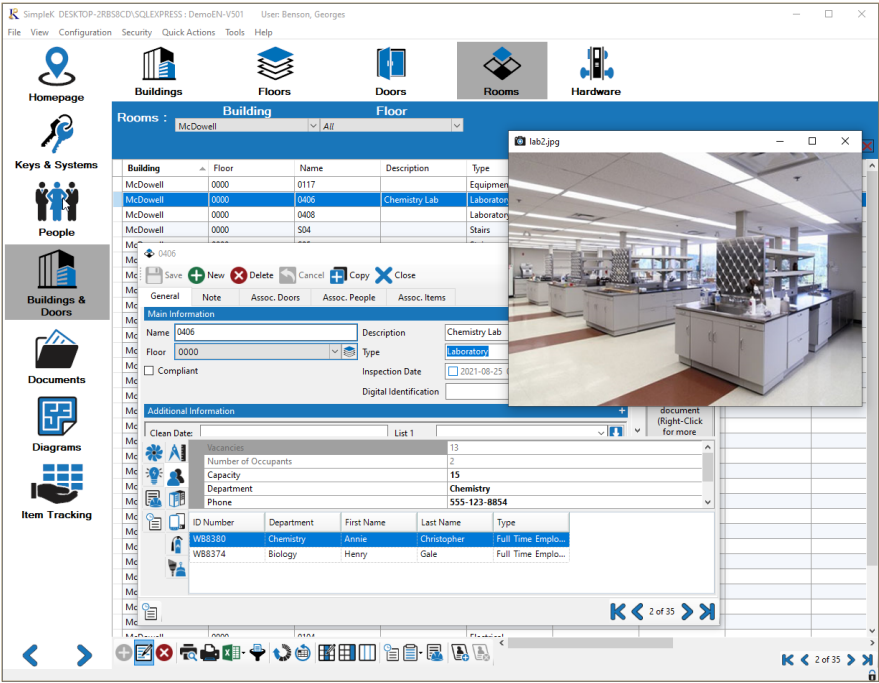 SimpleK DESKTOP-2RBS8CD\SQLEXPRESS : DemoEN-V501 User: Benson, Georges
File View Configuration Security Quick Actions Tools Help
Homepage
Keys & Systems
People
Buildings & Doors
Documents
Diagrams
Item Tracking
Buildings Floors Doors Rooms Hardware
Rooms : Building Floor
McDowell All
Building Floor Name Description Type
McDowell 0000 0117 Equipmen
McDowell 0000 0406 Chemistry Lab Laboratory
McDowell 0000 0408 Laboratory
McDowell 0000 S04 Stairs
lab2.jpg
0406
Save New Delete Cancel Copy Close
General Note Assoc. Doors Assoc. People Assoc. Items
Main Information
Name 0406 Description Chemistry Lab
Floor 0000 Type Laboratory
Compliant Inspection Date 2021-08-25
Digital Identification
Additional Information +
document
(Right-Click
for more
Clean Date: List 1
Vacancies 13
Number of Occupants 2
Capacity 15
Department Chemistry
Phone 555-123-8854
ID Number Department First Name Last Name Type
WB8380 Chemistry Annie Christopher Full Time Emplo...
WB8374 Biology Henry Gale Full Time Emplo...
2 of 35
McDowell 0000 0104 Electrical
2 of 35